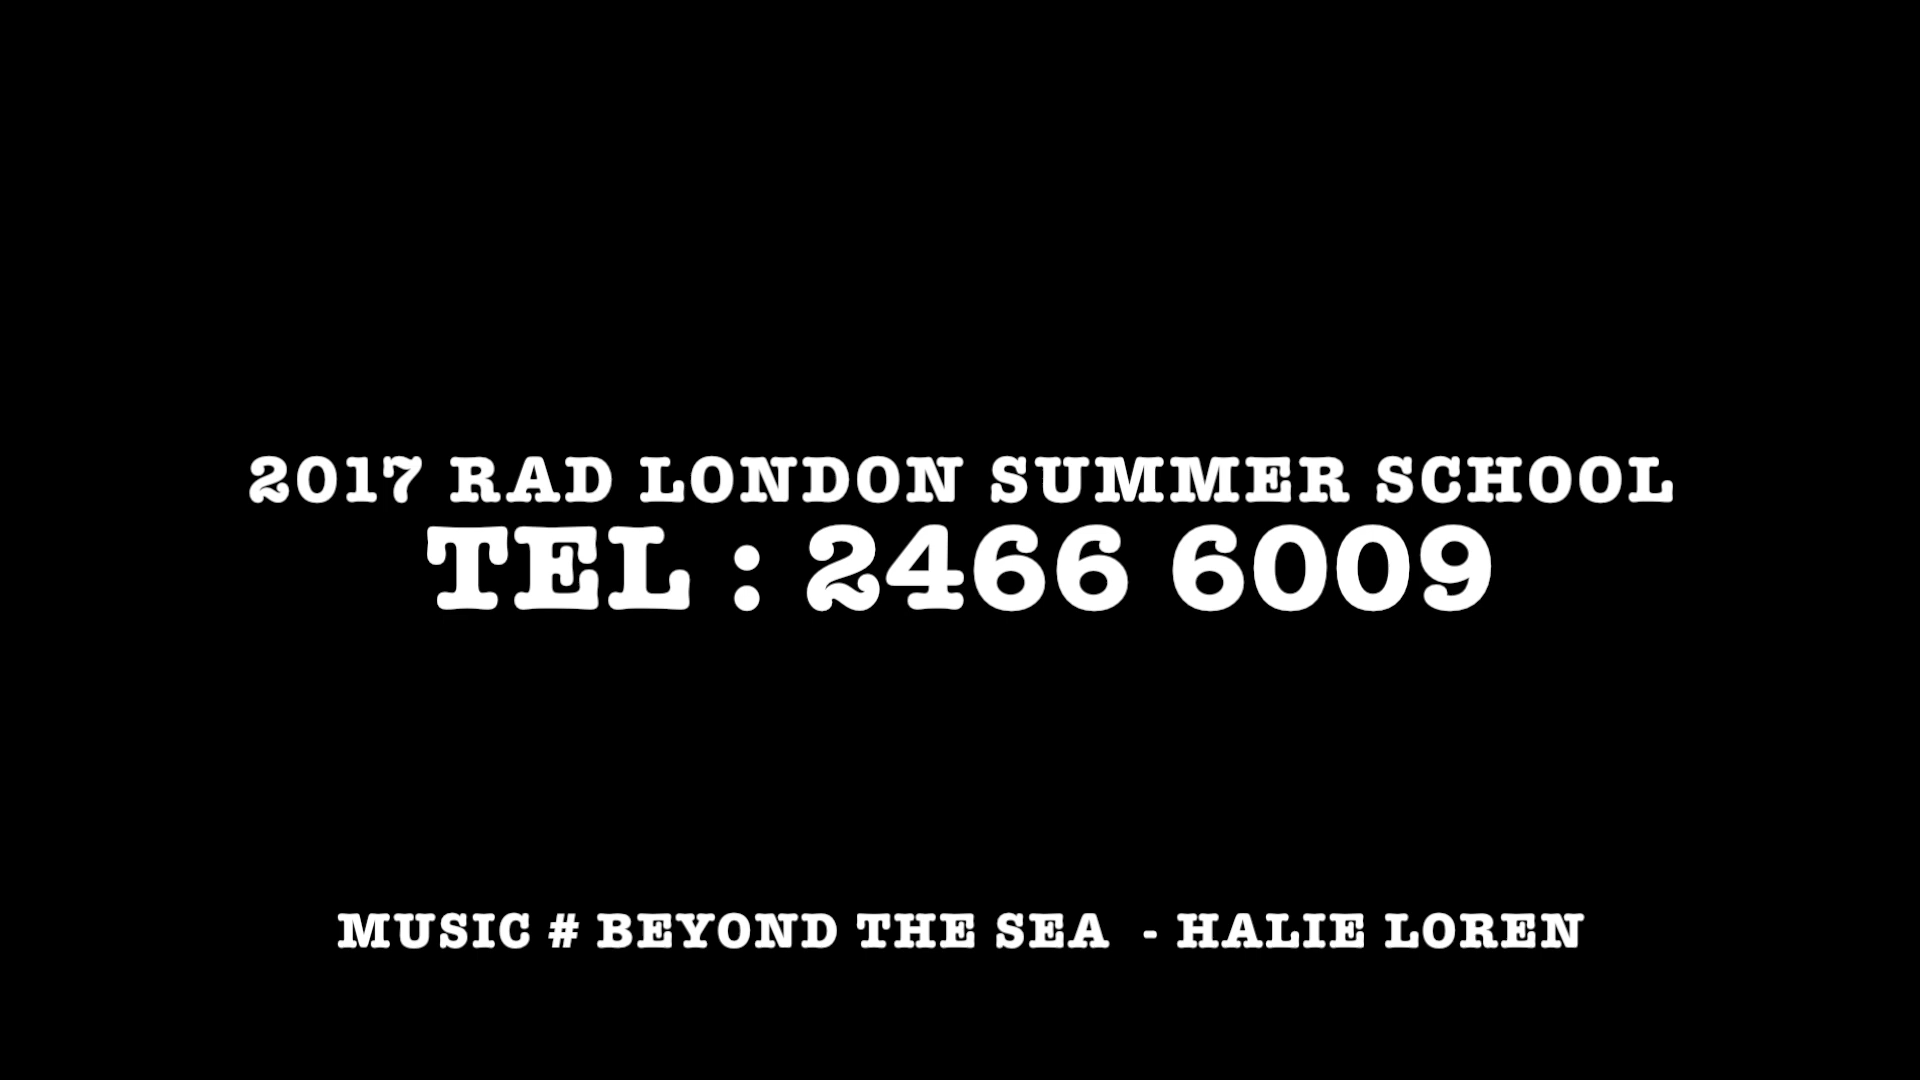 2017 RAD LONDON SUMMER SCHOOL
TEL : 2466 6009
MUSIC # BEYOND THE SEA - HALIE LOREN